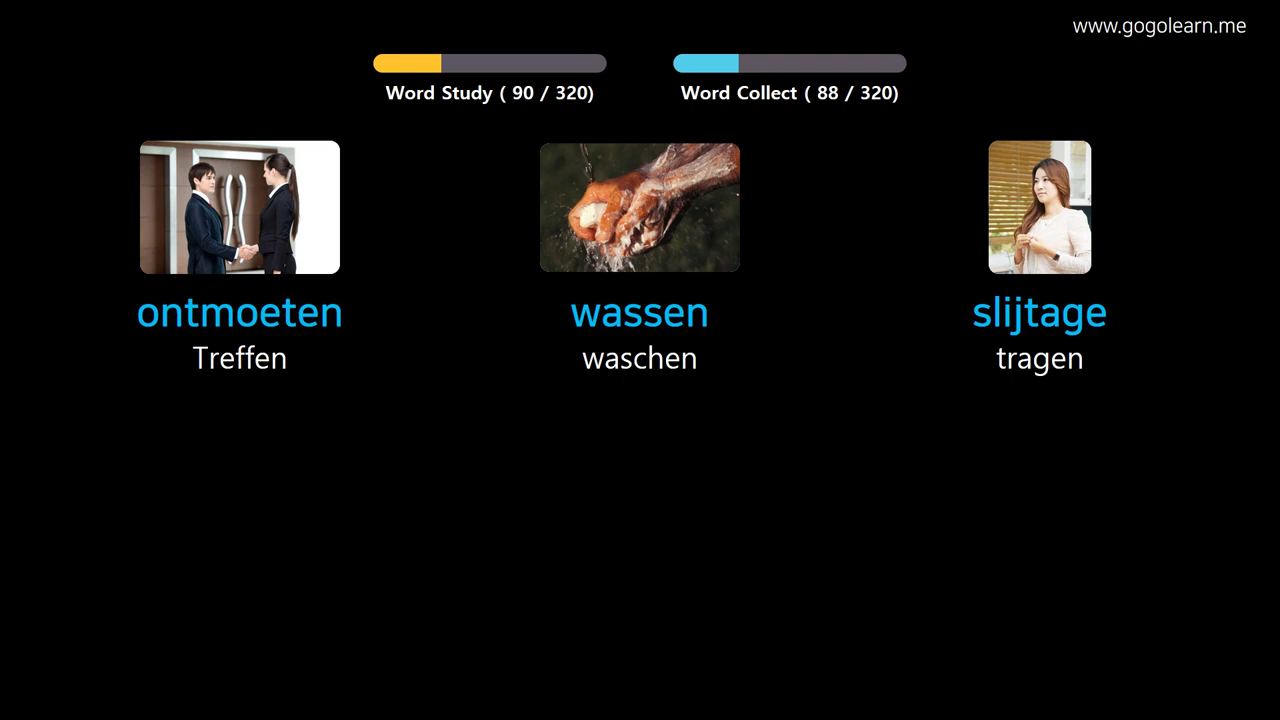 www.gogolearn.me
Word Study ( 90 / 320)
Word Collect ( 88 / 320)
ontmoeten
Treffen
wassen
waschen
slijtage
tragen